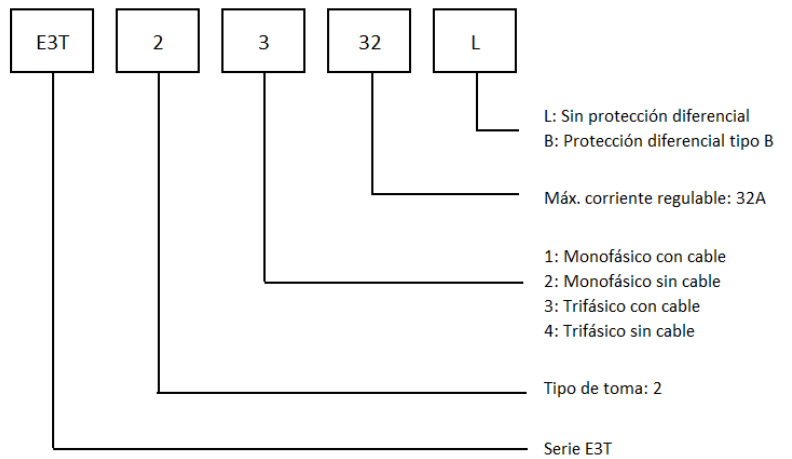 E3T 2 3 32 L
L: Sin protección diferencial
B: Protección diferencial tipo B
Máx. corriente regulable: 32A
1: Monofásico con cable
2: Monofásico sin cable
3: Trifásico con cable
4: Trifásico sin cable
Tipo de toma: 2
Serie E3T